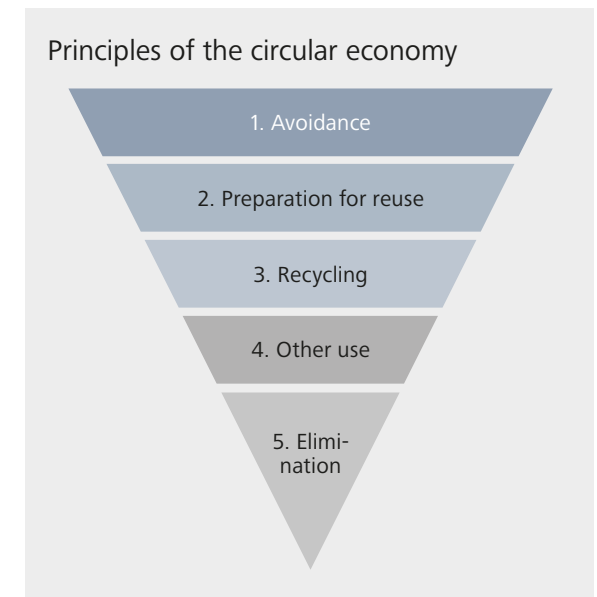 Principles of the circular economy
1. Avoidance
2. Preparation for reuse
3. Recycling
4. Other use
5. Elimi-
nation